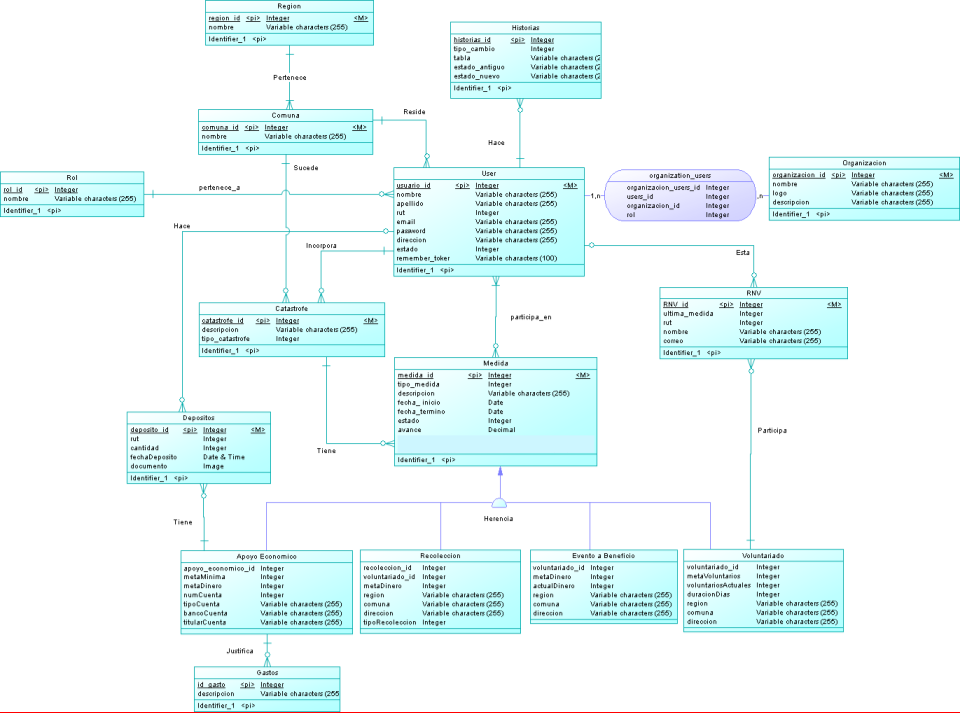 Region
region_id <pi> Integer <M>
nombre Variable characters (255)
Identifier_1 <pi>
Historias
historias_id <pi> Integer
tipo_cambio Integer
tabla Variable characters (2
estado_antiguo Variable characters (2
estado_nuevo Variable characters (2
Identifier_1 <pi>
Pertenece
Comuna
comuna_id <pi> Integer <M>
nombre Variable characters (255)
Identifier_1 <pi>
Reside
Hace
Sucede
Rol
rol_id <pi> Integer
nombre Variable characters (255)
Identifier_1 <pi>
pertenece_a
User
usuario_id <pi> Integer <M>
nombre Variable characters (255)
apellido Variable characters (255)
rut Integer
email Variable characters (255)
password Variable characters (255)
direccion Variable characters (255)
estado Integer
remember_token Variable characters (100)
Identifier_1 <pi>
1,n
organization_users
organizacion_users_id Integer
users_id Integer
organizacion_id Integer
rol Integer
,n
Organizacion
organizacion_id <pi> Integer <M>
nombre Variable characters (255)
logo Variable characters (255)
descripcion Variable characters (255)
Identifier_1 <pi>
Hace
Incorpora
Esta
Catastrofe
catastrofe_id <pi> Integer <M>
descripcion Variable characters (255)
tipo_catastrofe Integer
Identifier_1 <pi>
participa_en
RNV
RNV_id <pi> Integer <M>
ultima_medida Integer
rut Integer
nombre Variable characters (255)
correo Variable characters (255)
Identifier_1 <pi>
Medida
medida_id <pi> Integer <M>
tipo_medida Integer
descripcion Variable characters (255)
fecha_inicio Date
fecha_termino Date
estado Integer
avance Decimal
Identifier_1 <pi>
Depositos
deposito_id <pi> Integer <M>
rut Integer
cantidad Integer
fechaDeposito Date & Time
documento Image
Identifier_1 <pi>
Tiene
Participa
Tiene
Herencia
Apoyo Economico
apoyo_economico_id Integer
metaMinima Integer
metaDinero Integer
numCuenta Integer
tipoCuenta Variable characters (255)
bancoCuenta Variable characters (255)
titularCuenta Variable characters (255)
Recoleccion
recoleccion_id Integer
voluntariado_id Integer
metaDinero Integer
region Variable characters (255)
comuna Variable characters (255)
direccion Variable characters (255)
tipoRecoleccion Integer
Evento a Beneficio
voluntariado_id Integer
metaDinero Integer
actualDinero Integer
region Variable characters (255)
comuna Variable characters (255)
direccion Variable characters (255)
Voluntariado
voluntariado_id Integer
metaVoluntarios Integer
voluntariosActuales Integer
duracionDias Integer
region Variable characters (255)
comuna Variable characters (255)
direccion Variable characters (255)
Justifica
Gastos
id_gasto <pi> Integer
descripcion Variable characters (255
Identifier_1 <pi>